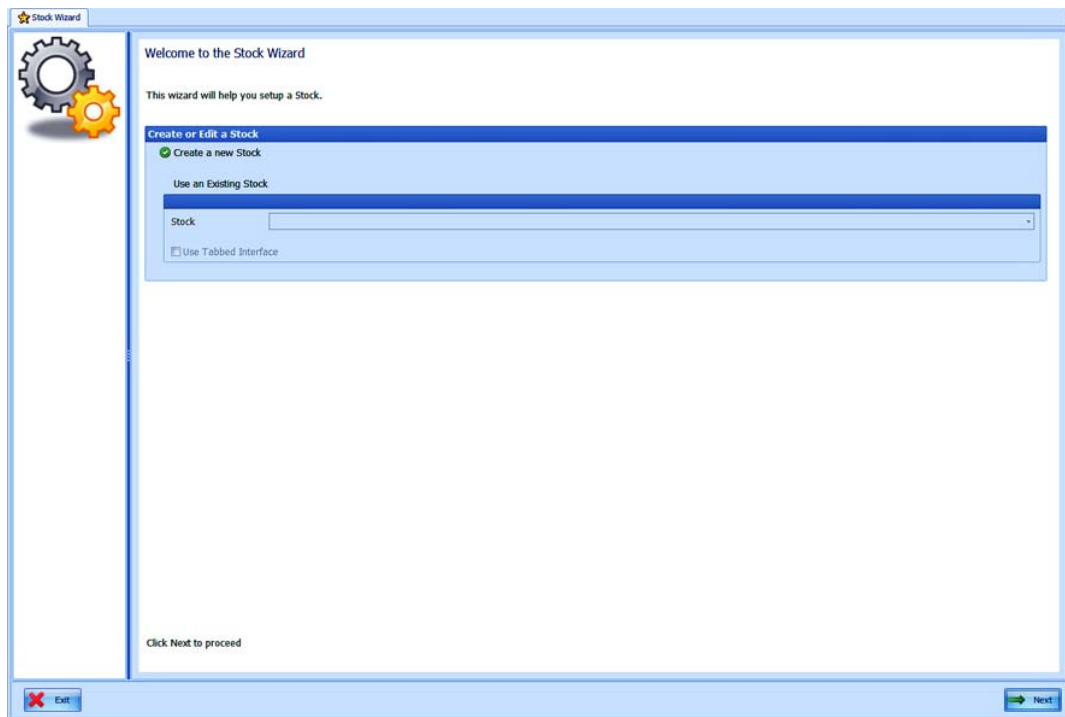 Stock Wizard
Welcome to the Stock Wizard
This wizard will help you setup a Stock.
Create or Edit a Stock
Create a new Stock
Use an Existing Stock
Stock
Use Tabbed Interface
Click Next to proceed
Exit
Next